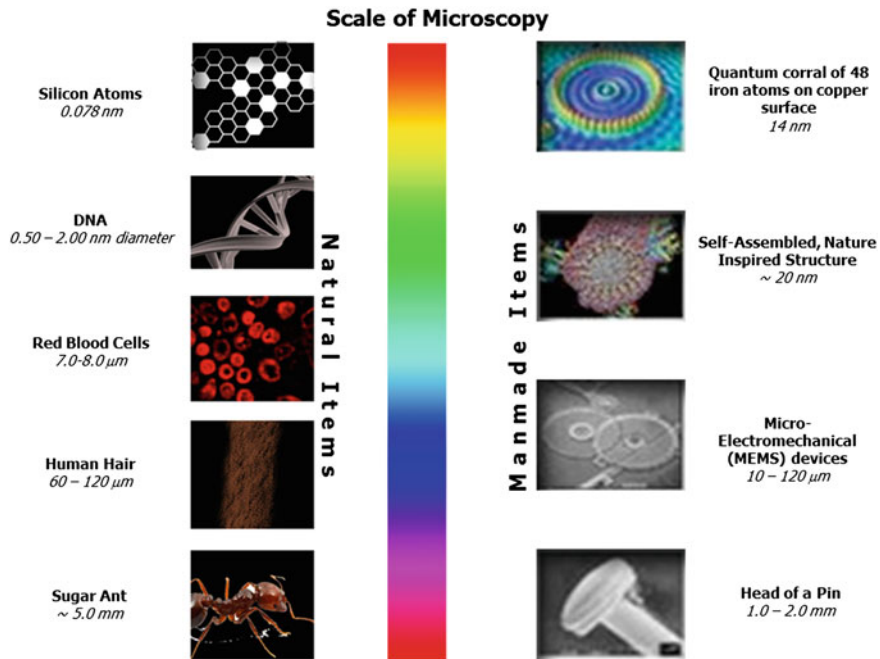 Scale of Microscopy
Silicon Atoms
0.078 nm
DNA
0.50 – 2.00 nm diameter
Red Blood Cells
7.0-8.0 μm
Human Hair
60 – 120 μm
Sugar Ant
~ 5.0 mm
Natural Items
Manmade Items
Quantum corral of 48
iron atoms on copper
surface
14 nm
Self-Assembled, Nature
Inspired Structure
~ 20 nm
Micro-
Electromechanical
(MEMS) devices
10 – 120 μm
Head of a Pin
1.0 – 2.0 mm